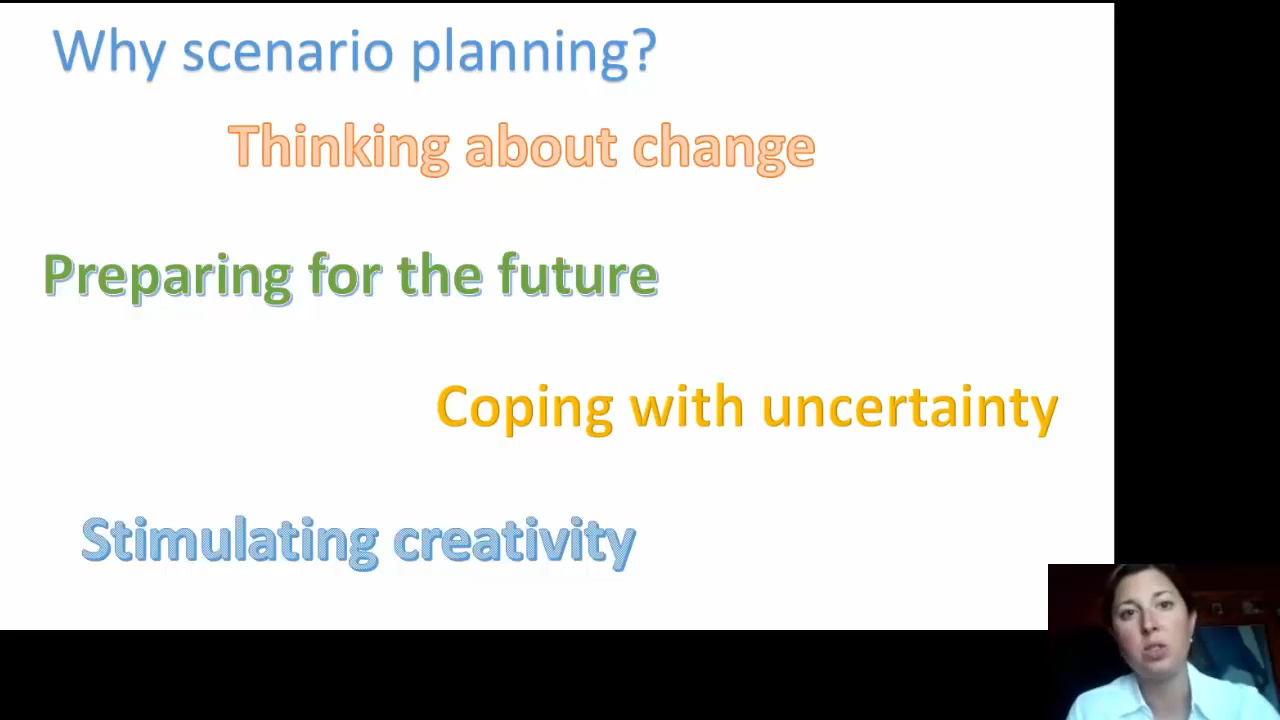 Why scenario planning?
Thinking about change
Preparing for the future
Coping with uncertainty
Stimulating creativity